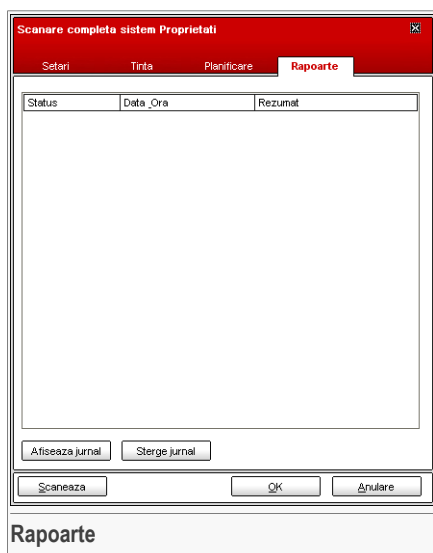 Scanare completa sistem Proprietati
Setari Tinta Planificare Rapoarte
Status Data_Ora Rezumat
Afiseaza jurnal Sterge jurnal
Scaneaza OK Anulare
Rapoarte